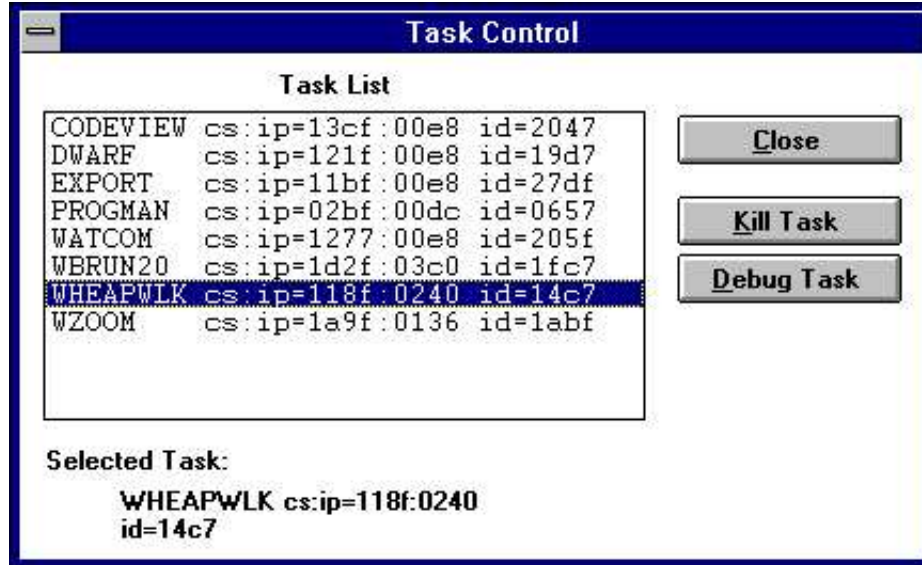 Task Control
Task List
CODEVIEW cs:ip=13cf:00e8 id=2047
DWARF cs:ip=121f:00e8 id=19d7
EXPORT cs:ip=11bf:00e8 id=27df
PROGMAN cs:ip=02bf:00dc id=0657
WATCOM cs:ip=1277:00e8 id=205f
WBRUN20 cs:ip=1d2f:03c0 id=1fc7
WHEAPWLK cs:ip=118f:0240 id=14c7
WZOOM cs:ip=1a9f:0136 id=1abf
Close
Kill Task
Debug Task
Selected Task:
WHEAPWLK cs:ip=118f:0240
id=14c7